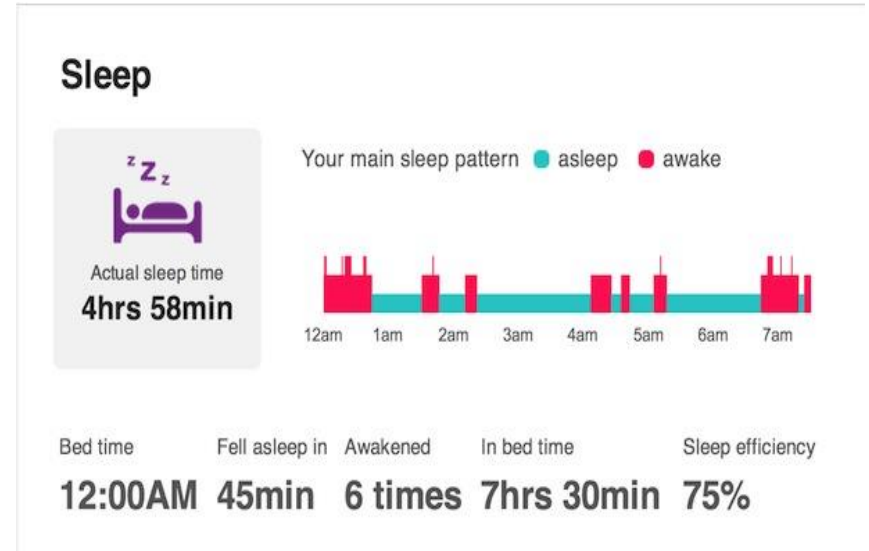 Sleep
z Z z
Your main sleep pattern asleep awake
Actual sleep time
4hrs 58min
12am 1am 2am 3am 4am 5am 6am 7am
Bed time Fell asleep in Awakened In bed time Sleep efficiency
12:00AM 45min 6 times 7hrs 30min 75%